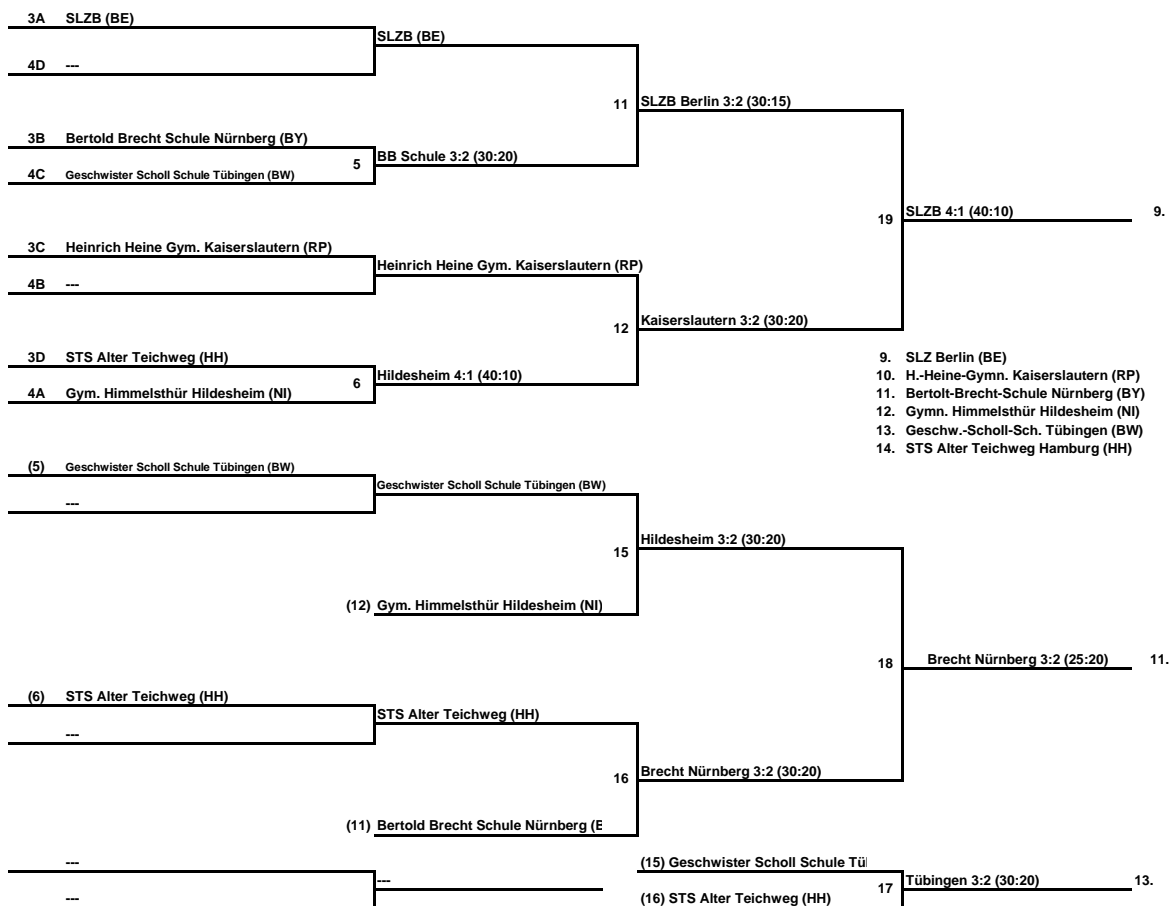 3A SLZB (BE)
SLZB (BE)
4D ---
11 SLZB Berlin 3:2 (30:15)
3B Bertold Brecht Schule Nürnberg (BY)
5 BB Schule 3:2 (30:20)
4C Geschwister Scholl Schule Tübingen (BW)
19 SLZB 4:1 (40:10) 9.
3C Heinrich Heine Gym. Kaiserslautern (RP)
Heinrich Heine Gym. Kaiserslautern (RP)
4B ---
12 Kaiserslautern 3:2 (30:20)
3D STS Alter Teichweg (HH)
6 Hildesheim 4:1 (40:10)
4A Gym. Himmelsthür Hildesheim (NI)
9. SLZ Berlin (BE)
10. H.-Heine-Gymn. Kaiserslautern (RP)
11. Bertolt-Brecht-Schule Nürnberg (BY)
12. Gymn. Himmelsthür Hildesheim (NI)
13. Geschw.-Scholl-Sch. Tübingen (BW)
14. STS Alter Teichweg Hamburg (HH)
(5) Geschwister Scholl Schule Tübingen (BW)
Geschwister Scholl Schule Tübingen (BW)
---
15 Hildesheim 3:2 (30:20)
(12) Gym. Himmelsthür Hildesheim (NI)
18 Brecht Nürnberg 3:2 (25:20) 11.
(6) STS Alter Teichweg (HH)
STS Alter Teichweg (HH)
---
16 Brecht Nürnberg 3:2 (30:20)
(11) Bertold Brecht Schule Nürnberg (B
--- (15) Geschwister Scholl Schule Tü
--- 17 Tübingen 3:2 (30:20) 13.
--- (16) STS Alter Teichweg (HH)